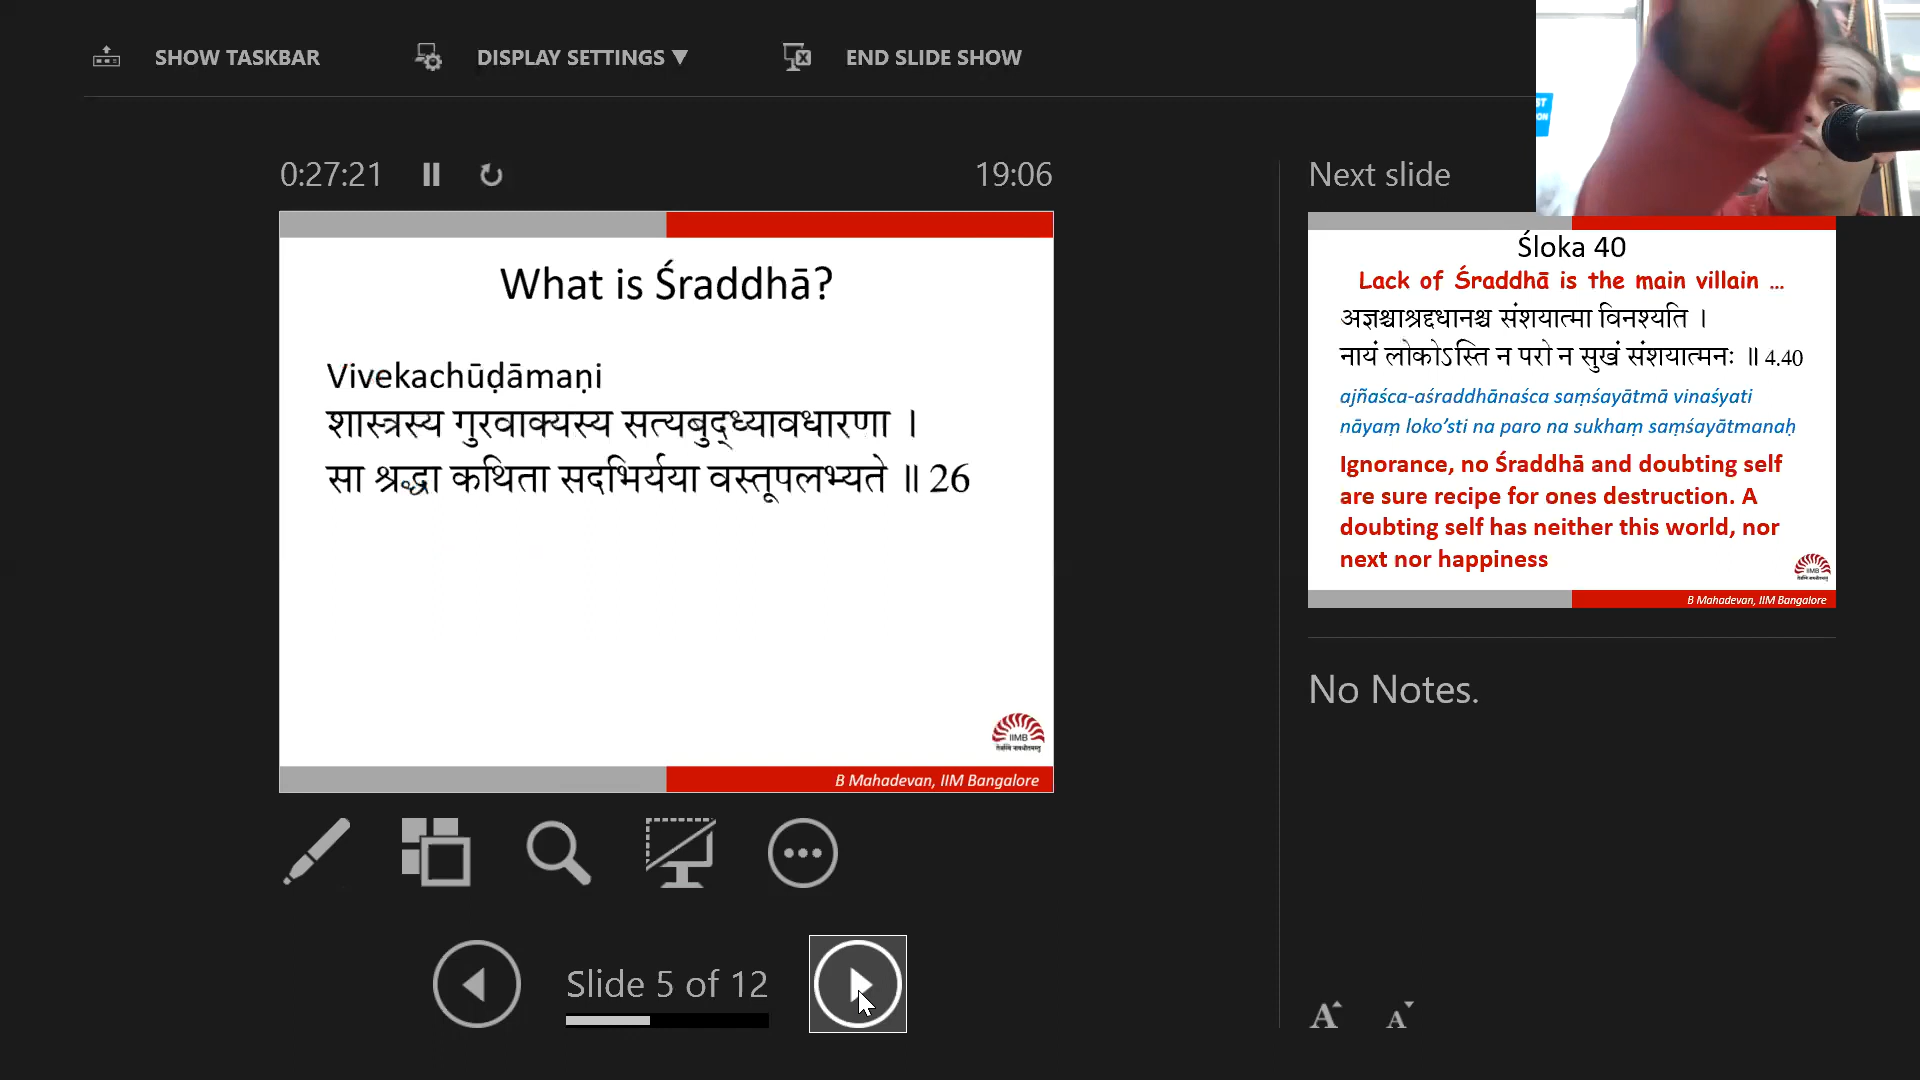 SHOW TASKBAR
DISPLAY SETTINGS ▼
END SLIDE SHOW
0:27:21
19:06
What is Śraddhā?
Vivekachūḍāmaṇi
शास्त्रस्य गुरवाक्यस्य सत्यबुद्ध्यावधारणा ।
सा श्रद्धा कथिता सदभिर्यया वस्तूपलभ्यते ॥ 26
IIMB
B Mahadevan, IIM Bangalore
Slide 5 of 12
Next slide
Śloka 40
Lack of Śraddhā is the main villain ...
अज्ञश्चाश्रद्दधानश्च संशयात्मा विनश्यति ।
नायं लोकोऽस्ति न परो न सुखं संशयात्मनः ॥ 4.40
ajñaśca-aśraddhānaśca saṃśayātmā vinaśyati
nāyaṃ loko’sti na paro na sukhaṃ saṃśayātmanaḥ
Ignorance, no Śraddhā and doubting self
are sure recipe for ones destruction. A
doubting self has neither this world, nor
next nor happiness
IIMB
B Mahadevan, IIM Bangalore
No Notes.
A A